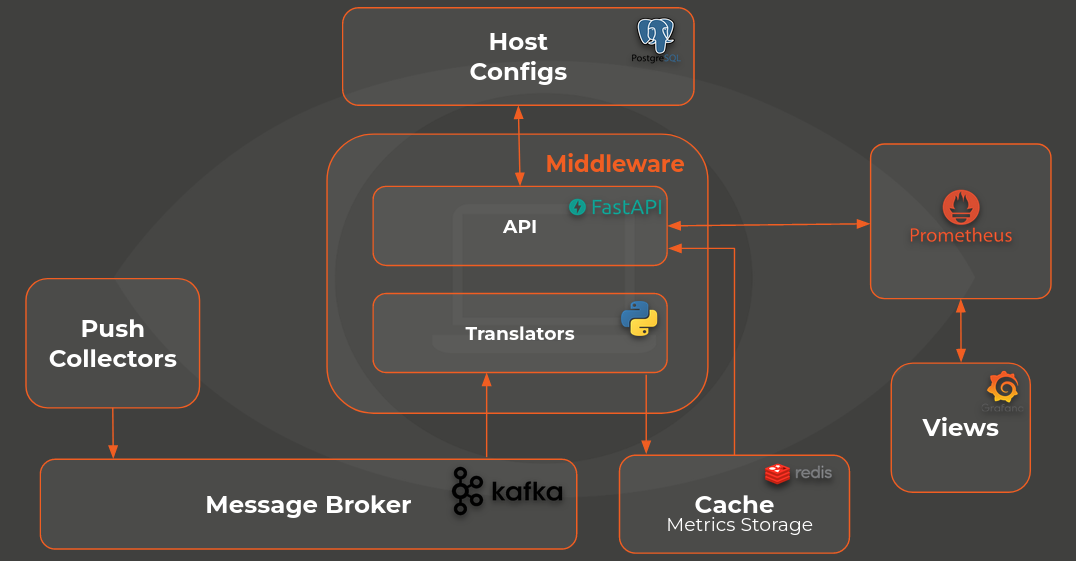 Host
Configs
PostgreSQL
Middleware
FastAPI
API
Prometheus
Translators
Push
Collectors
Grafana
Views
Message Broker
kafka
redis
Cache
Metrics Storage